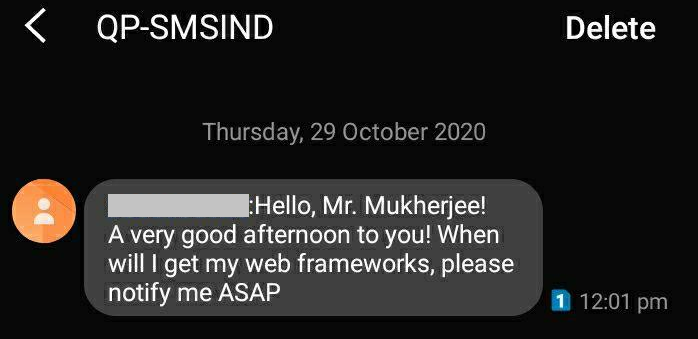 QP-SMSIND
Delete
Thursday, 29 October 2020
:Hello, Mr. Mukherjee!
A very good afternoon to you! When
will I get my web frameworks, please
notify me ASAP
1 12:01 pm